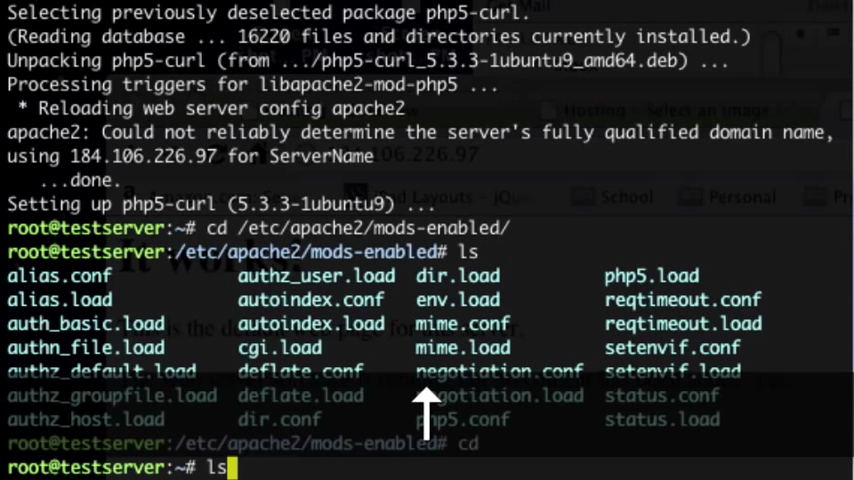 Selecting previously deselected package php5-curl.
(Reading database ... 16220 files and directories currently installed.)
Unpacking php5-curl (from .../php5-curl_5.3.3-1ubuntu9_amd64.deb) ...
Processing triggers for libapache2-mod-php5 ...
 * Reloading web server config apache2
apache2: Could not reliably determine the server's fully qualified domain name,
using 184.106.226.97 for ServerName
   ...done.
Setting up php5-curl (5.3.3-1ubuntu9) ...
root@testserver:~# cd /etc/apache2/mods-enabled/
root@testserver:/etc/apache2/mods-enabled# ls
alias.conf authz_user.load dir.load php5.load
alias.load autoindex.conf env.load reqtimeout.conf
auth_basic.load autoindex.load mime.conf reqtimeout.load
authn_file.load cgi.load mime.load setenvif.conf
authz_default.load deflate.conf negotiation.conf setenvif.load
authz_groupfile.load deflate.load negotiation.load status.conf
authz_host.load dir.conf php5.conf status.load
root@testserver:/etc/apache2/mods-enabled# cd
root@testserver:~# ls